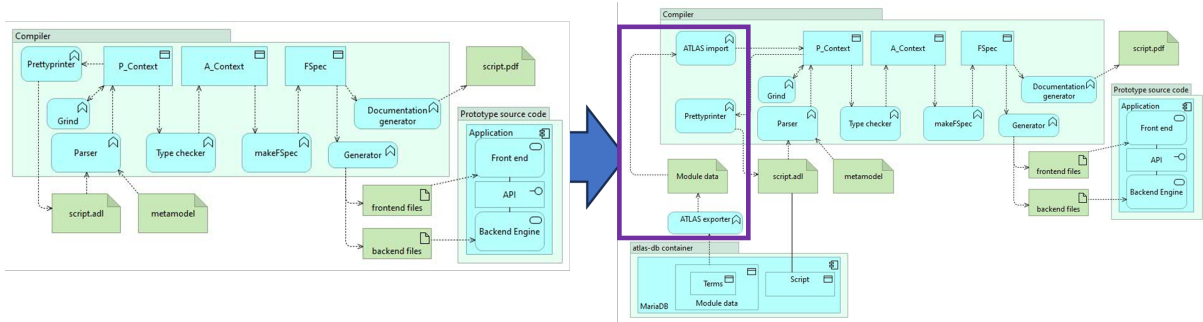 Compiler
Prettyprinter
P_Context
A_Context
FSpec
script.pdf
Grind
Documentation
generator
Parser
Type checker
makeFSpec
Generator
Prototype source code
Application
Front end
API
Backend Engine
script.adl
metamodel
frontend files
backend files
Compiler
ATLAS import
P_Context
A_Context
FSpec
script.pdf
Grind
Documentation
generator
Prettyprinter
Parser
Type checker
makeFSpec
Generator
Prototype source code
Application
Front end
API
Backend Engine
Module data
script.adl
metamodel
frontend files
backend files
ATLAS exporter
atlas-db container
Terms
Script
MariaDB
Module data